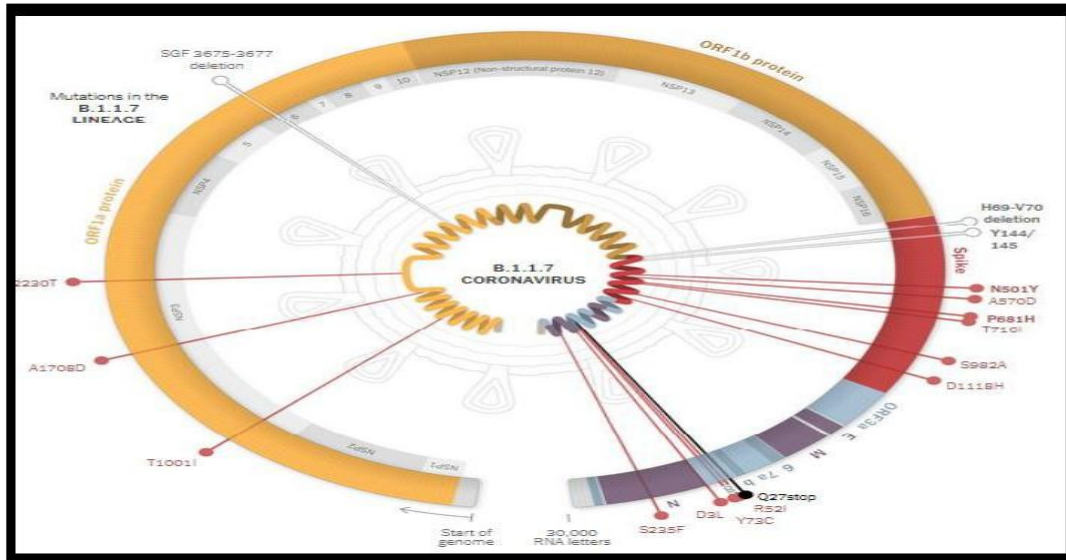 SGF 3675-3677
deletion
Mutations in the
B.1.1.7
LINEAGE
ORF1b protein
NSP12 (Non-structural protein 12)
NSP13
NSP14
NSP15
NSP16
10
9
8
7
6
5
NSP4
ORF1a protein
NSP3
NSP2
NSP1
B.1.1.7
CORONAVIRUS
H69-V70
deletion
Y144/
145
Spike
N501Y
A570D
P681H
T710I
S982A
D1118H
2230T
A1708D
T1001I
ORF3a
E
M
6
7a
b
N
Q27stop
R52I
Y73C
D3L
S235F
Start of
genome
30,000
RNA letters